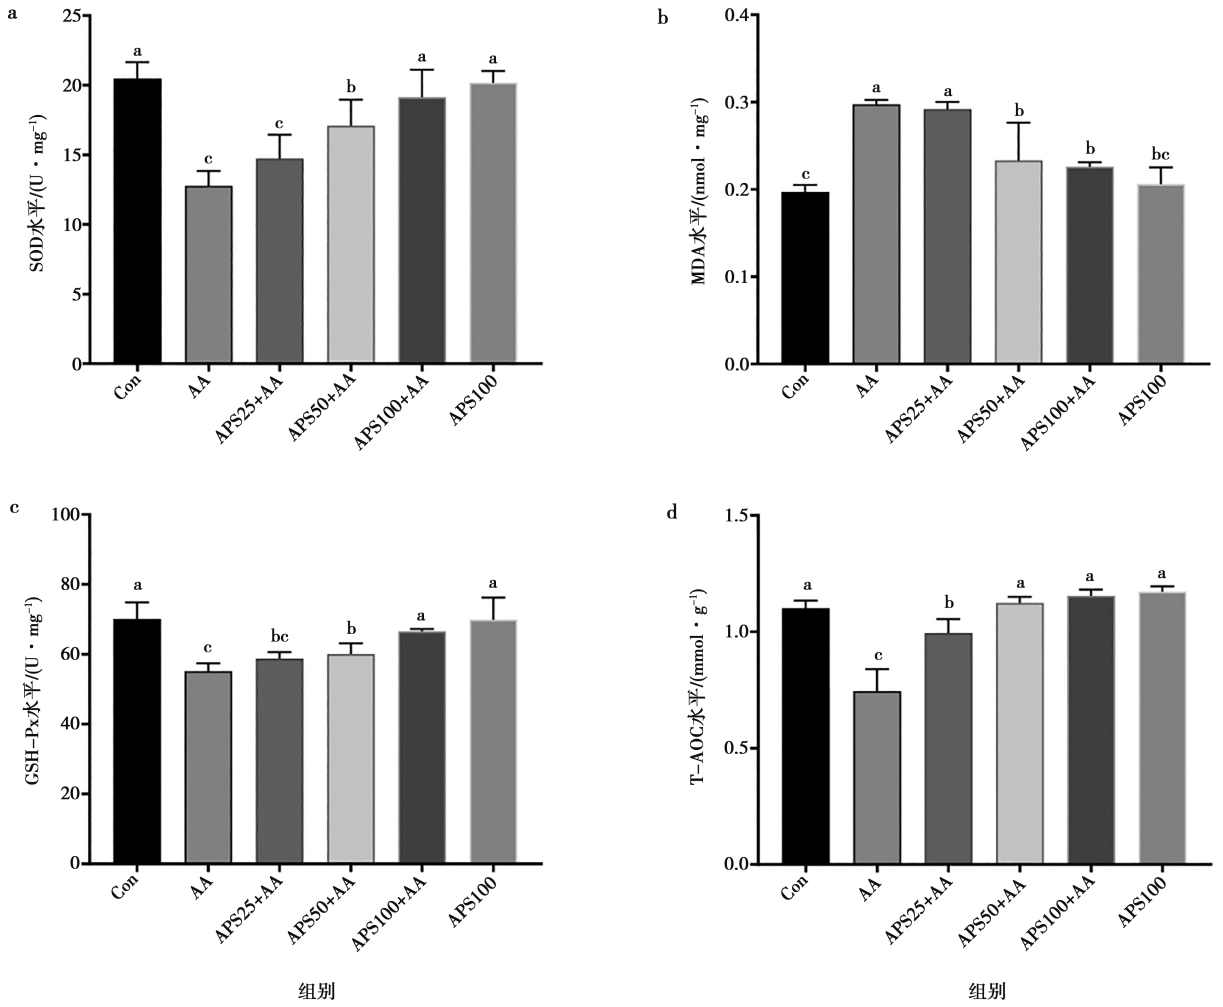 a
25
20
15
10
5
0
SOD水平/(U·mg⁻¹)
a
c
c
b
a
a
Con
AA
APS25+AA
APS50+AA
APS100+AA
APS100
b
0.4
0.3
0.2
0.1
0.0
MDA水平/(nmol·mg⁻¹)
c
a
a
b
b
bc
Con
AA
APS25+AA
APS50+AA
APS100+AA
APS100
c
100
80
60
40
20
0
GSH-Px水平/(U·mg⁻¹)
a
c
bc
b
a
a
Con
AA
APS25+AA
APS50+AA
APS100+AA
APS100
组别
d
1.5
1.0
0.5
0.0
T-AOC水平/(mmol·g⁻¹)
a
c
b
a
a
a
Con
AA
APS25+AA
APS50+AA
APS100+AA
APS100
组别